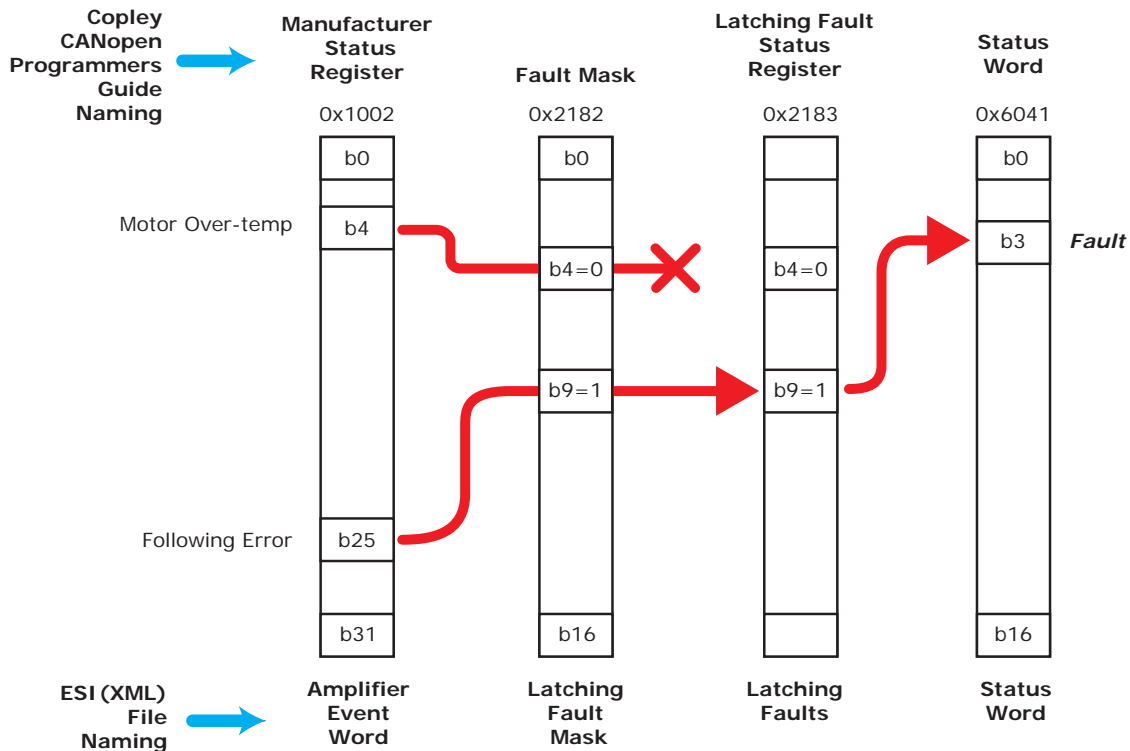 Copley
CANopen
Programmers
Guide
Naming
Manufacturer
Status
Register
Fault Mask
Latching Fault
Status
Register
Status
Word
0x1002
0x2182
0x2183
0x6041
b0
b0
b0
Motor Over-temp
b4
b4=0
b4=0
b3
Fault
b9=1
b9=1
Following Error
b25
b31
b16
b16
ESI (XML)
File
Naming
Amplifier
Event
Word
Latching
Fault
Mask
Latching
Faults
Status
Word